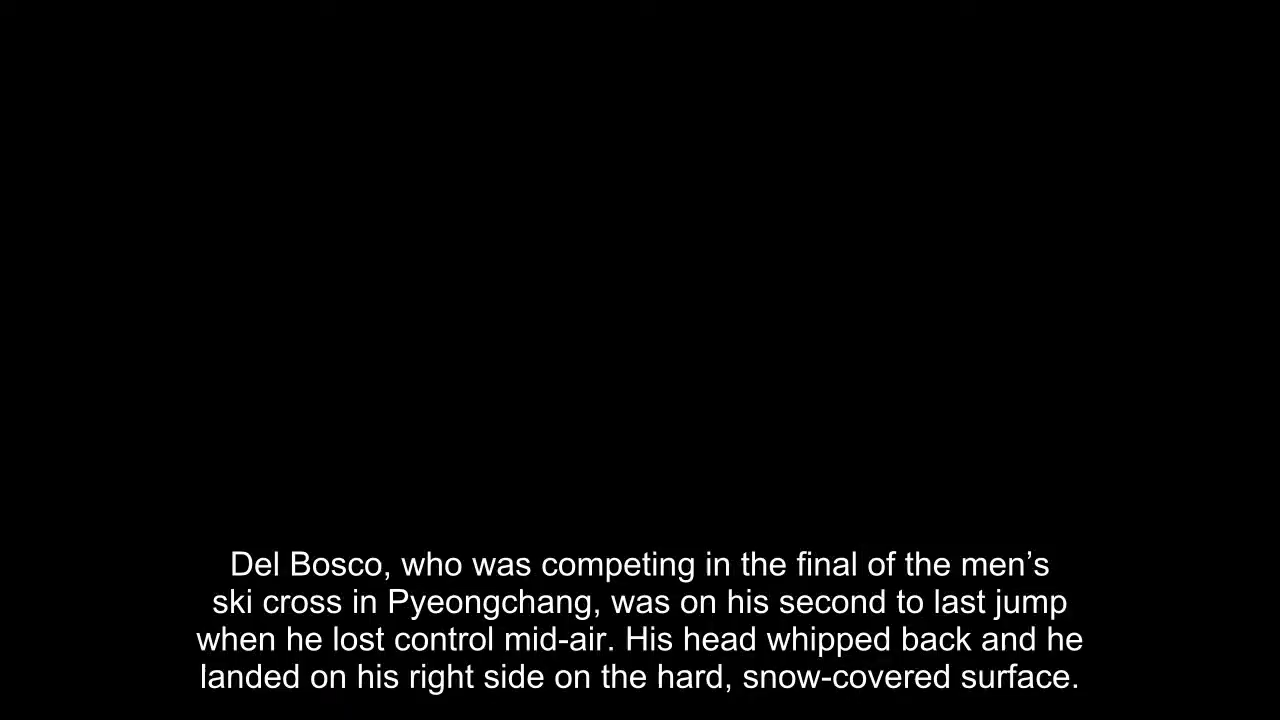 Del Bosco, who was competing in the final of the men’s
ski cross in Pyeongchang, was on his second to last jump
when he lost control mid-air. His head whipped back and he
landed on his right side on the hard, snow-covered surface.